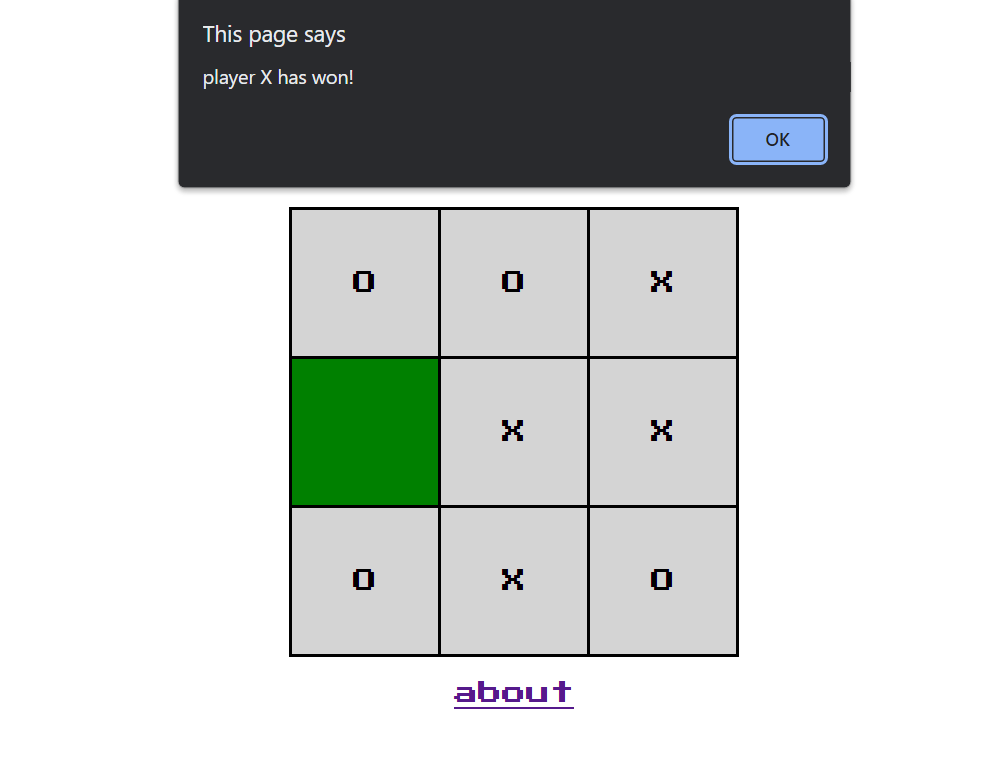 This page says
player X has won!
OK
O O X
X X
O X O
about